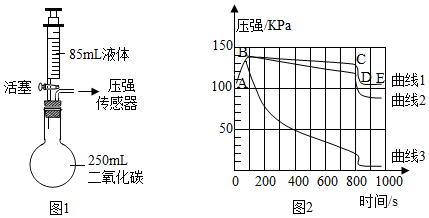 85mL液体
活塞
压强
传感器
250mL
二氧化碳
图1
压强/KPa
150
100
50
0
200
400
600
800
1000
时间/s
A
B
C
D
E
曲线1
曲线2
曲线3
图2